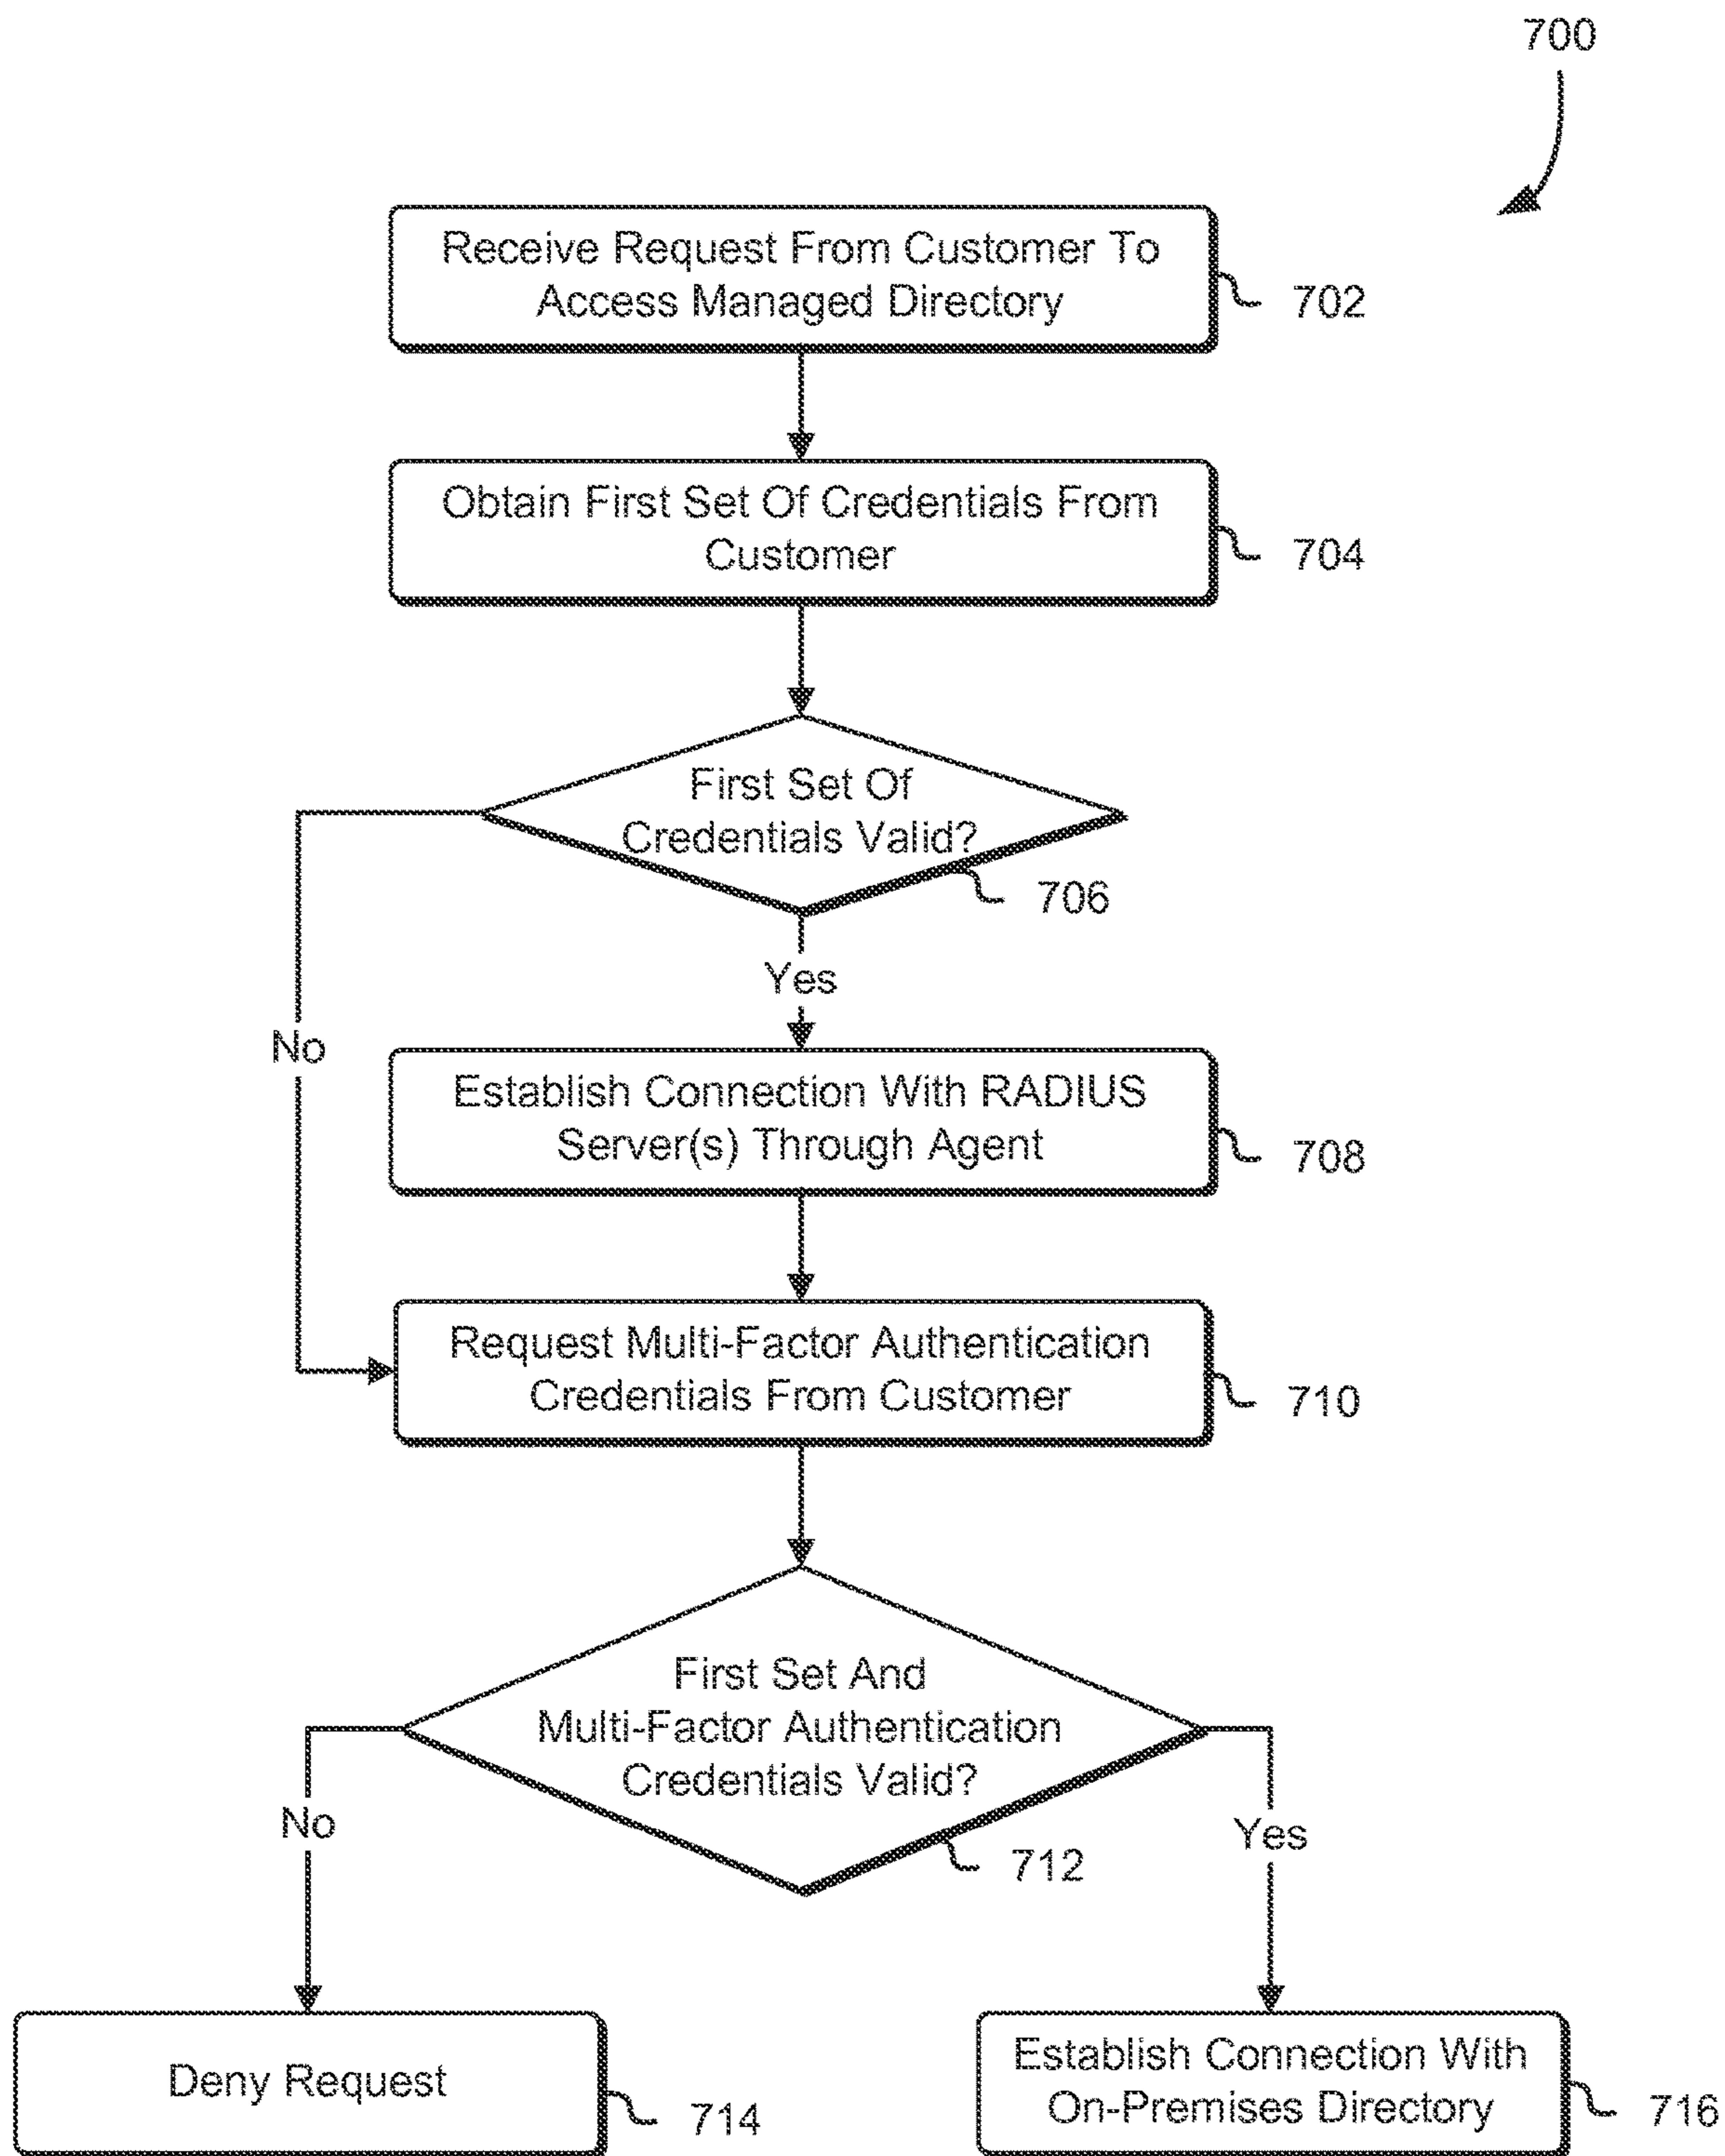 700
Receive Request From Customer To
Access Managed Directory
702
Obtain First Set Of Credentials From
Customer
704
First Set Of
Credentials Valid?
706
Yes
No
Establish Connection With RADIUS
Server(s) Through Agent
708
Request Multi-Factor Authentication
Credentials From Customer
710
First Set And
Multi-Factor Authentication
Credentials Valid?
712
No
Yes
Deny Request
714
Establish Connection With
On-Premises Directory
716